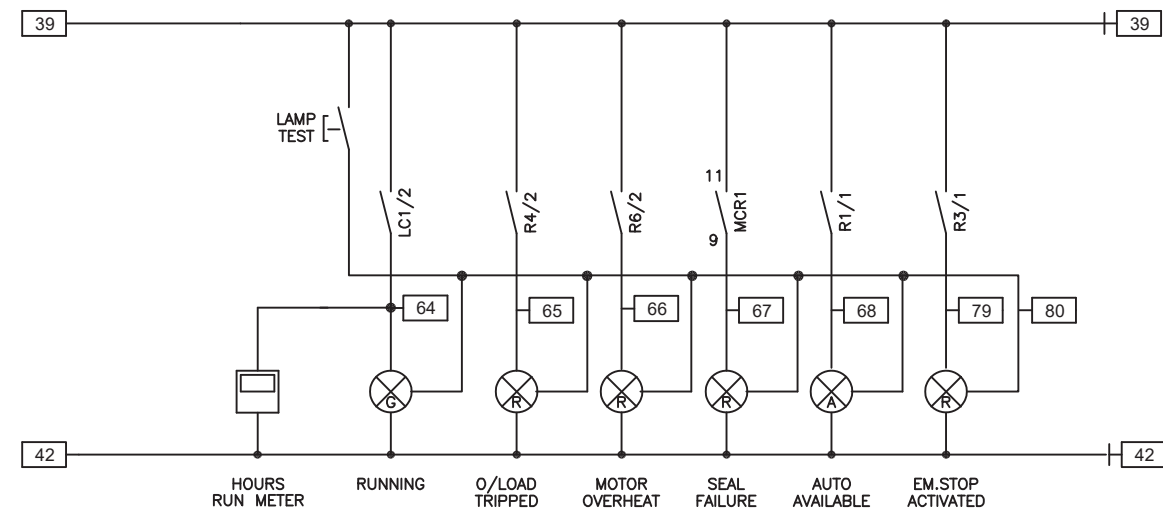 39
39
LAMP
TEST
LC1/2
R4/2
R6/2
11
MCR1
9
R1/1
R3/1
64
65
66
67
68
79
80
G
R
R
R
A
R
42
42
HOURS
RUN METER
RUNNING
O/LOAD
TRIPPED
MOTOR
OVERHEAT
SEAL
FAILURE
AUTO
AVAILABLE
EM.STOP
ACTIVATED